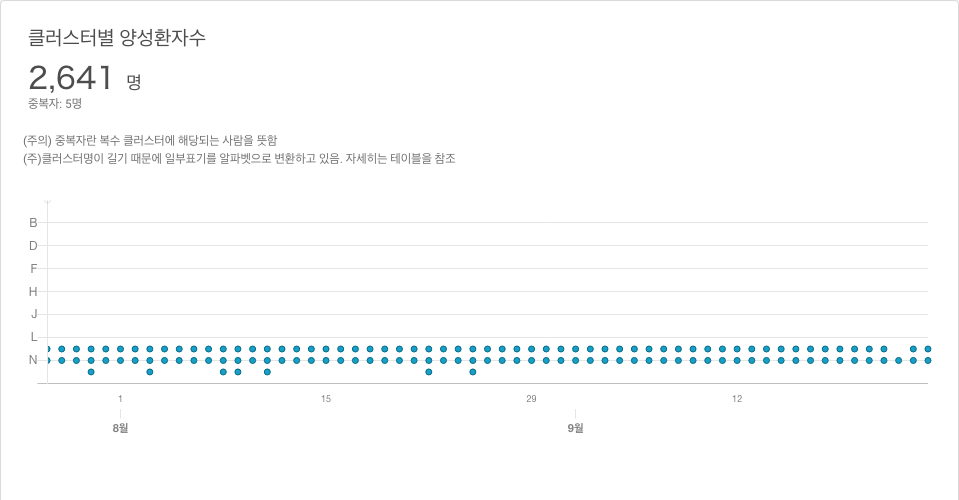 클러스터별 양성환자수
2,641 명
중복자: 5명
(주의) 중복자란 복수 클러스터에 해당되는 사람을 뜻함
(주)클러스터명이 길기 때문에 일부표기를 알파벳으로 변환하고 있음. 자세히는 테이블을 참조
B
D
F
H
J
L
N
1 15 29 12
8월 9월